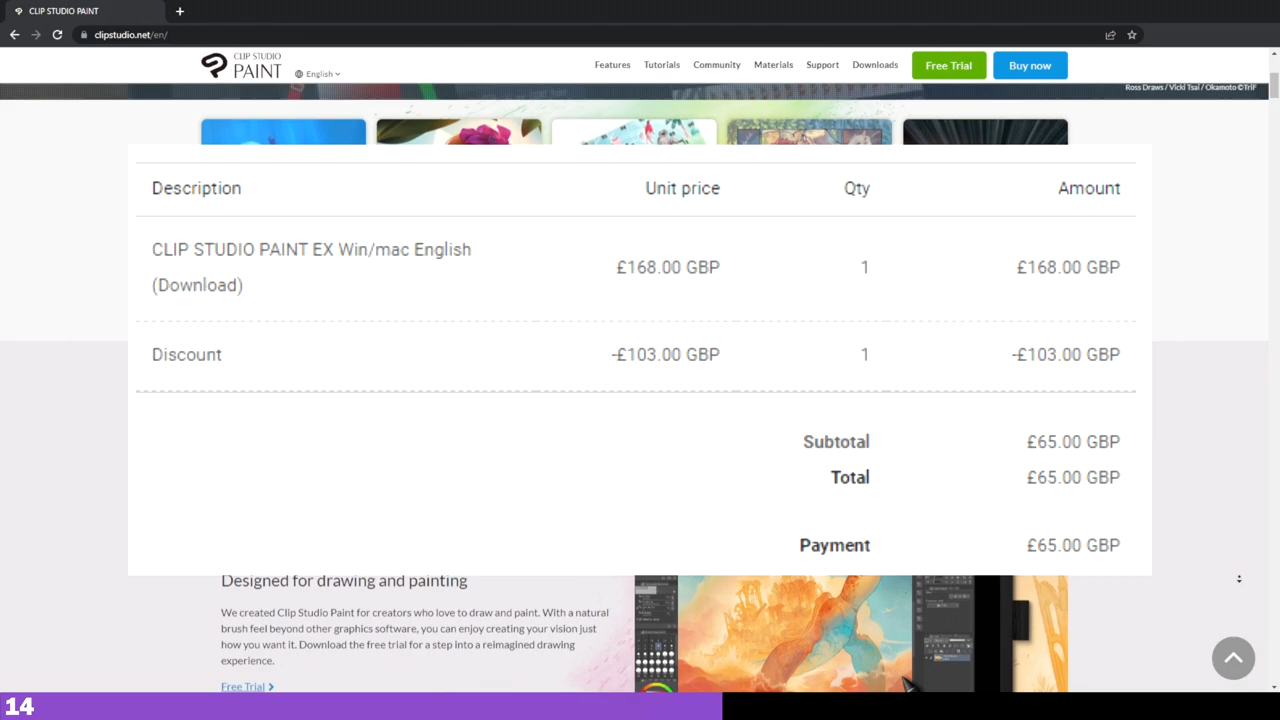 CLIP STUDIO PAINT
clipstudio.net/en/
CLIP STUDIO
PAINT
English
Features Tutorials Community Materials Support Downloads Free Trial Buy now
Ross Draws / Vicki Tsai / Okamoto ©TriF
Description Unit price Qty Amount
CLIP STUDIO PAINT EX Win/mac English
(Download)
£168.00 GBP 1 £168.00 GBP
Discount -£103.00 GBP 1 -£103.00 GBP
Subtotal £65.00 GBP
Total £65.00 GBP
Payment £65.00 GBP
Designed for drawing and painting
We created Clip Studio Paint for creators who love to draw and paint. With a natural
brush feel beyond other graphics software, you can enjoy creating your vision just
how you want it. Download the free trial for a step into a reimagined drawing
experience.
Free Trial
14